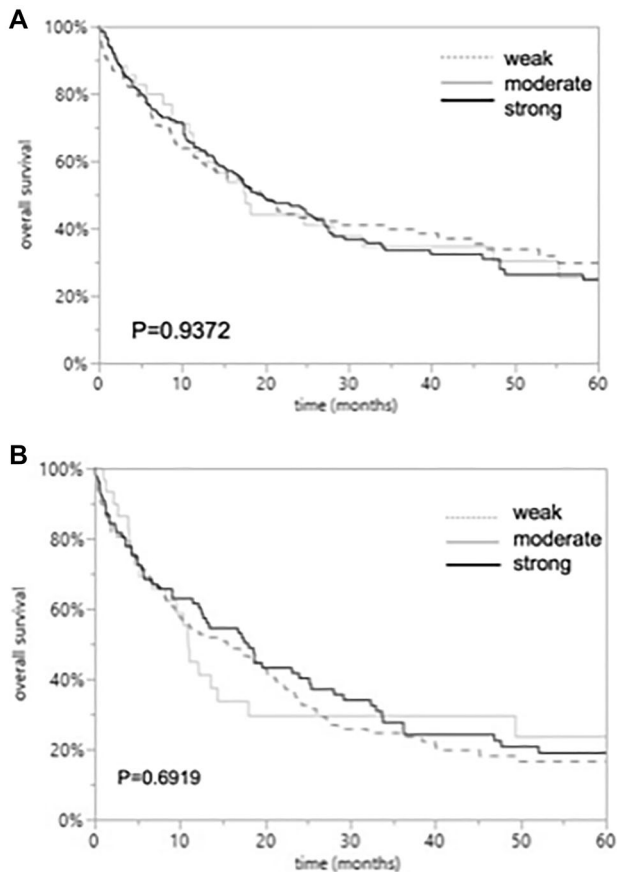 A
100%
80%
60%
40%
20%
0%
overall survival
weak
moderate
strong
P=0.9372
0 10 20 30 40 50 60
time (months)
B
100%
80%
60%
40%
20%
0%
overall survival
weak
moderate
strong
P=0.6919
0 10 20 30 40 50 60
time (months)